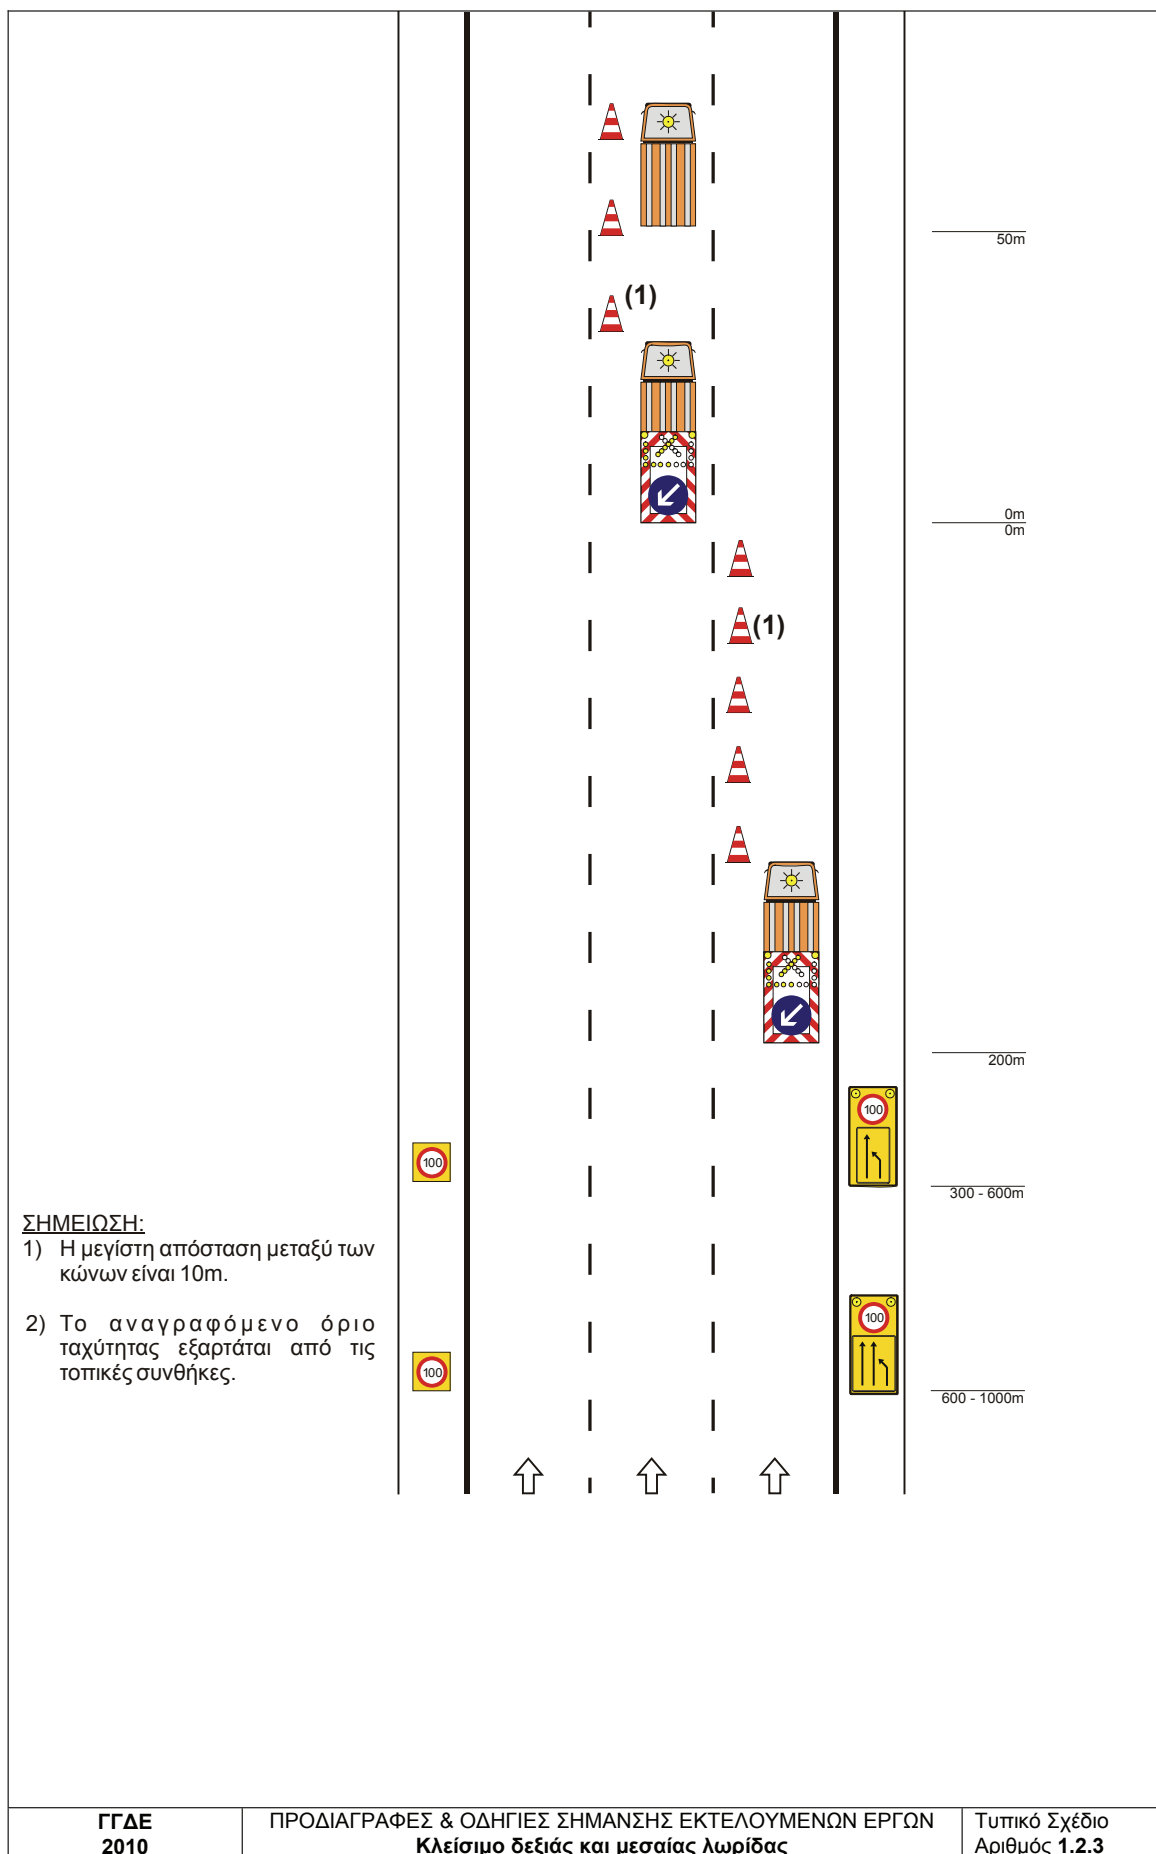 (1)
50m
0m
0m
(1)
200m
100
100
300 - 600m
ΣΗΜΕΙΩΣΗ:
1) Η μεγίστη απόσταση μεταξύ των
κώνων είναι 10m.
2) Το αναγραφόμενο όριο
ταχύτητας εξαρτάται από τις
τοπικές συνθήκες.
100
100
600 - 1000m
ΓΓΔΕ
2010
ΠΡΟΔΙΑΓΡΑΦΕΣ & ΟΔΗΓΙΕΣ ΣΗΜΑΝΣΗΣ ΕΚΤΕΛΟΥΜΕΝΩΝ ΕΡΓΩΝ
Κλείσιμο δεξιάς και μεσαίας λωρίδας
Τυπικό Σχέδιο
Αριθμός 1.2.3